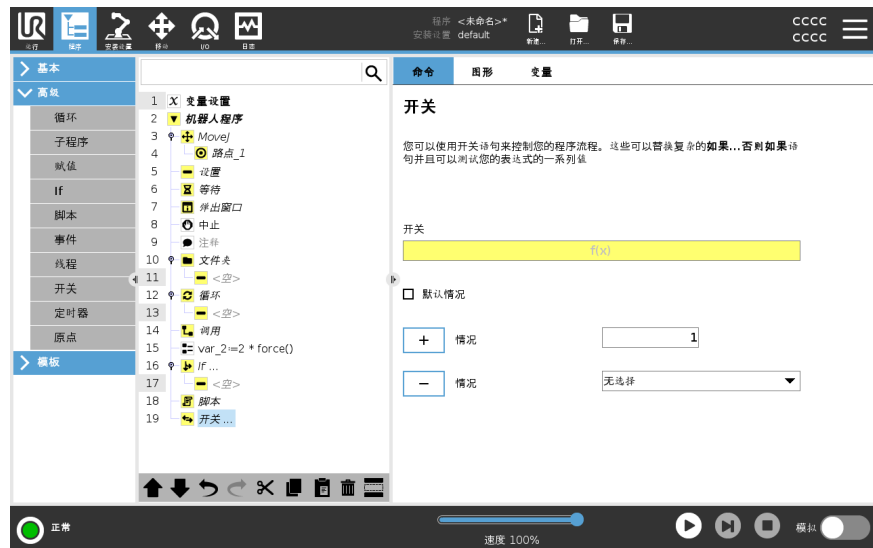 程序 <未命名>*
安装设置 default
cccc
cccc
运行
程序
安装设置
移动
I/O
日志
新建...
打开...
保存...
基本
高级
循环
子程序
赋值
If
脚本
事件
线程
开关
定时器
原点
模板
1 X 变量设置
2 机器人程序
3 MoveJ
4 路点_1
5 设置
6 等待
7 弹出窗口
8 中止
9 注释
10 文件夹
11 <空>
12 循环
13 <空>
14 调用
15 var_2≔2 * force()
16 If ...
17 <空>
18 脚本
19 开关 ...
命令 图形 变量
开关
您可以使用开关语句来控制您的程序流程。这些可以替换复杂的如果...否则如果语
句并且可以测试您的表达式的一系列值
开关
f(x)
默认情况
+ 情况 1
− 情况 无选择
正常
速度 100%
模拟